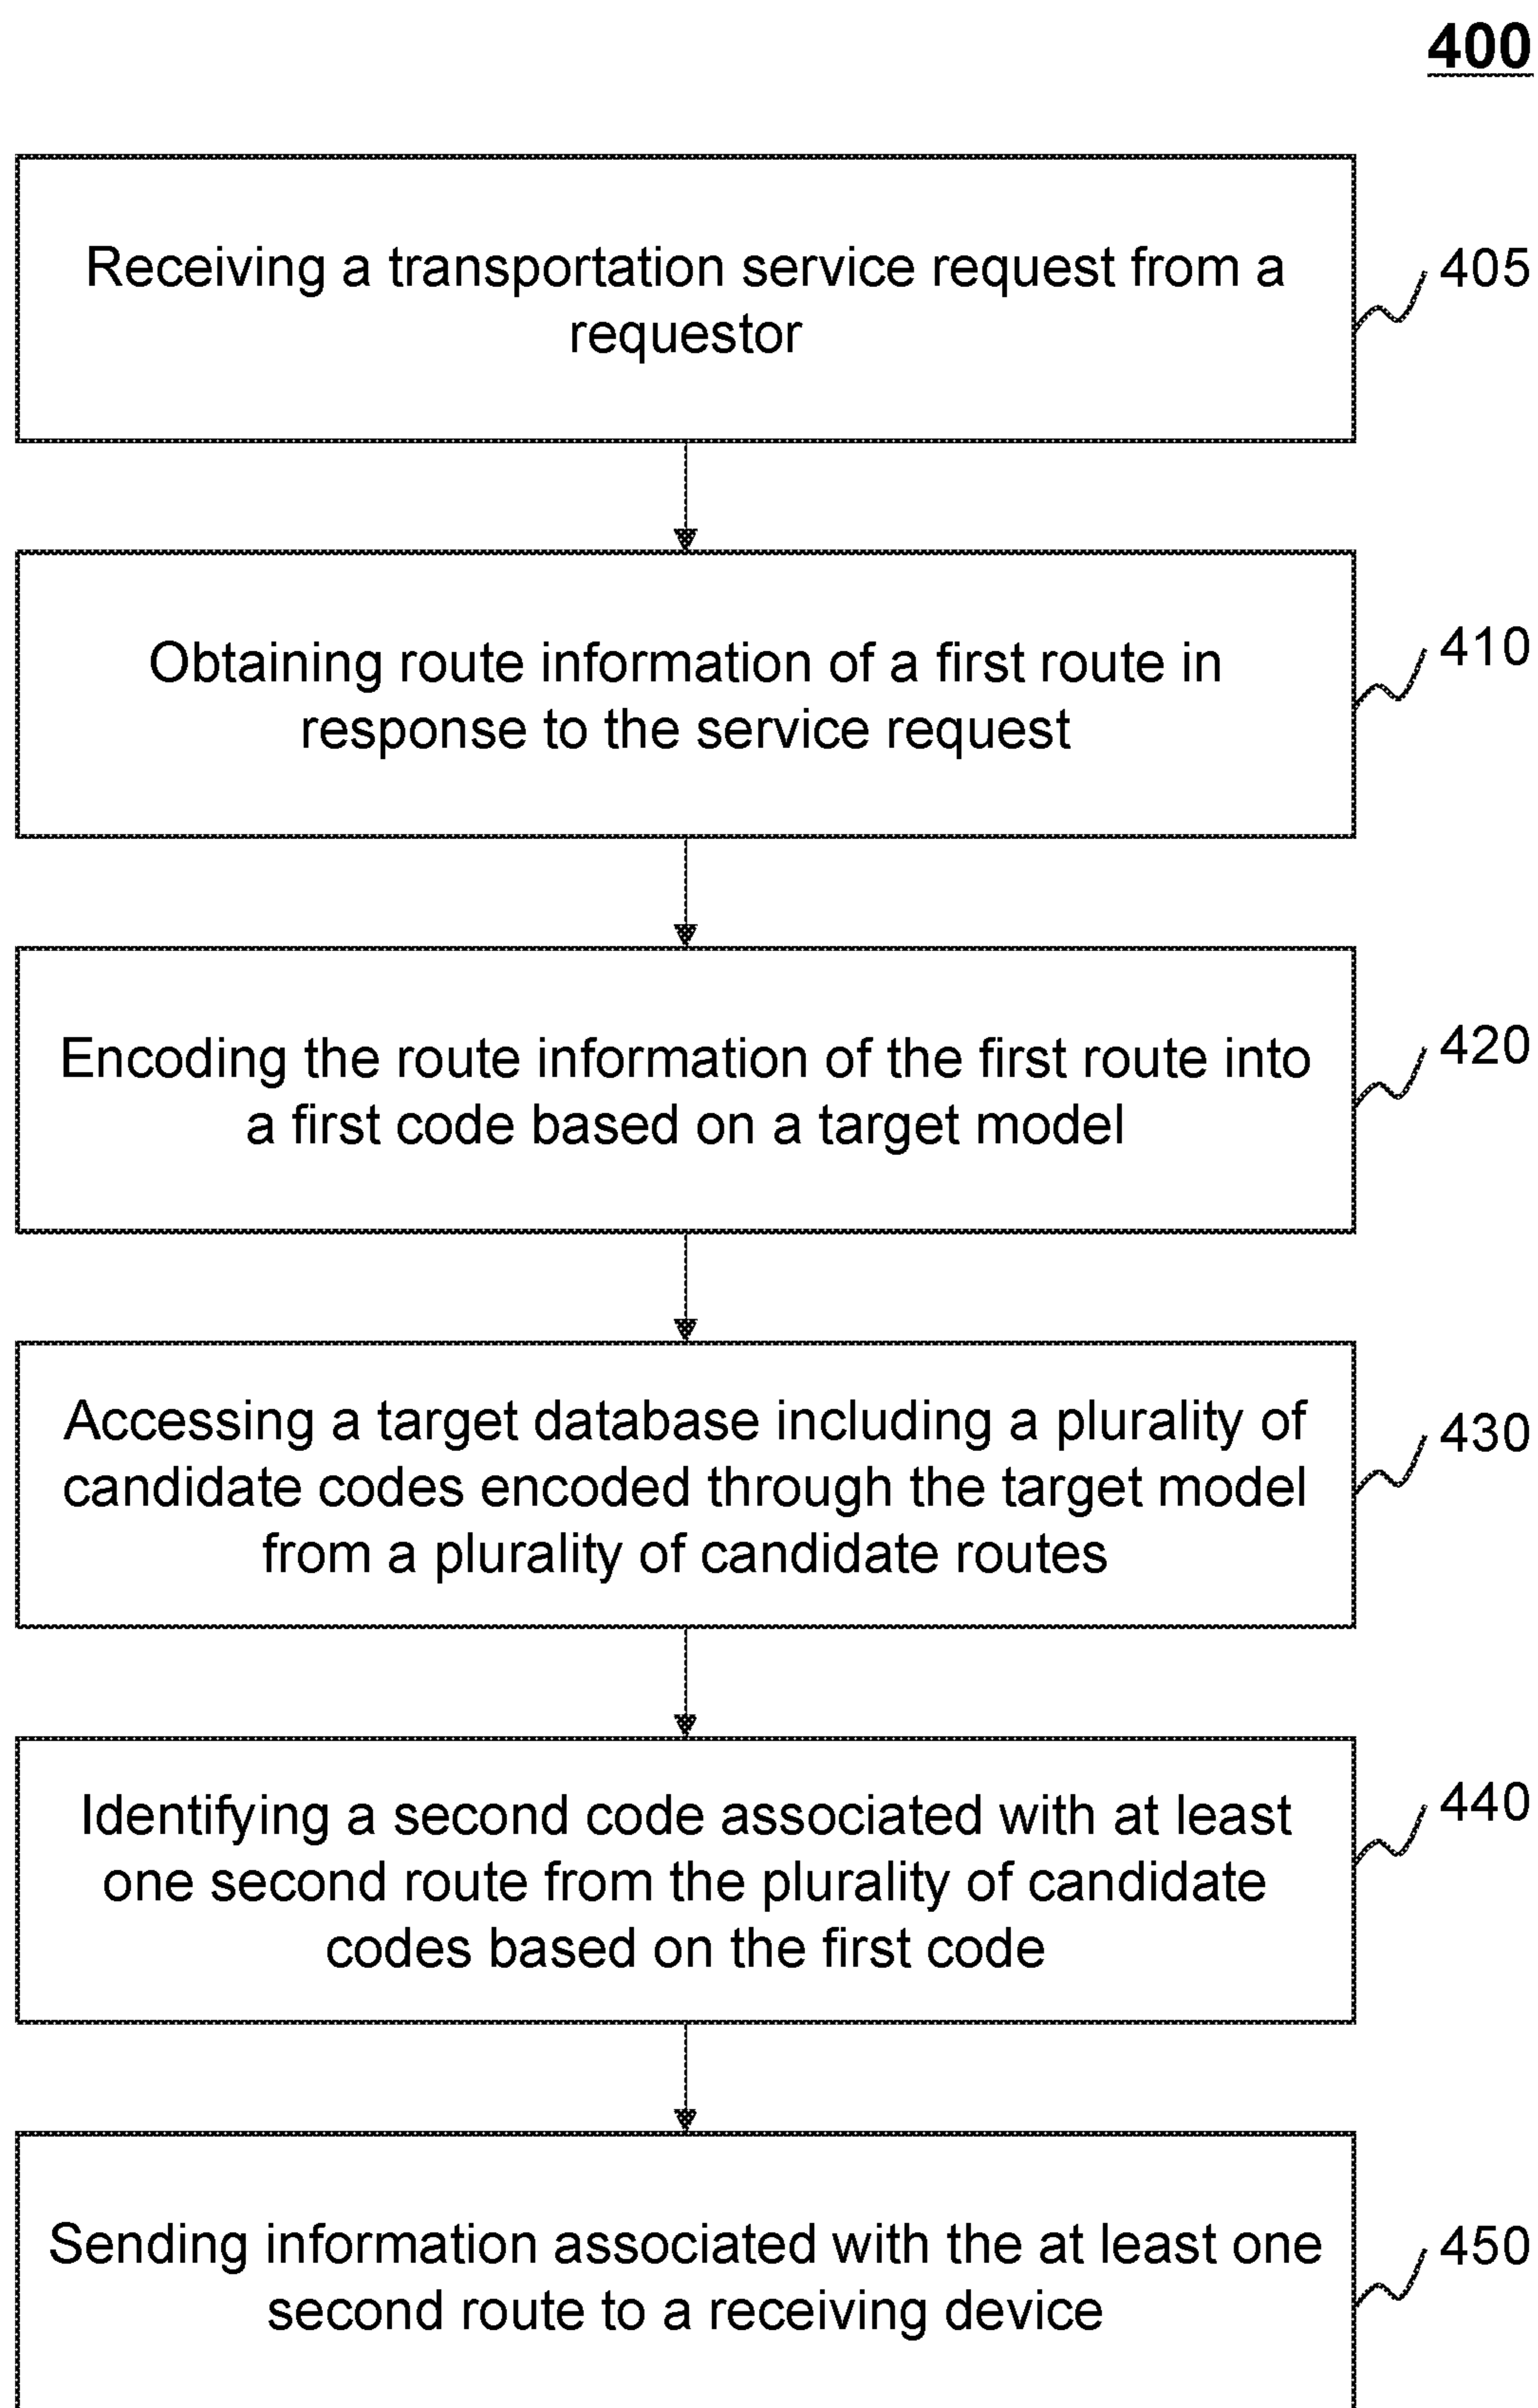 400
Receiving a transportation service request from a
requestor
405
Obtaining route information of a first route in
response to the service request
410
Encoding the route information of the first route into
a first code based on a target model
420
Accessing a target database including a plurality of
candidate codes encoded through the target model
from a plurality of candidate routes
430
Identifying a second code associated with at least
one second route from the plurality of candidate
codes based on the first code
440
Sending information associated with the at least one
second route to a receiving device
450